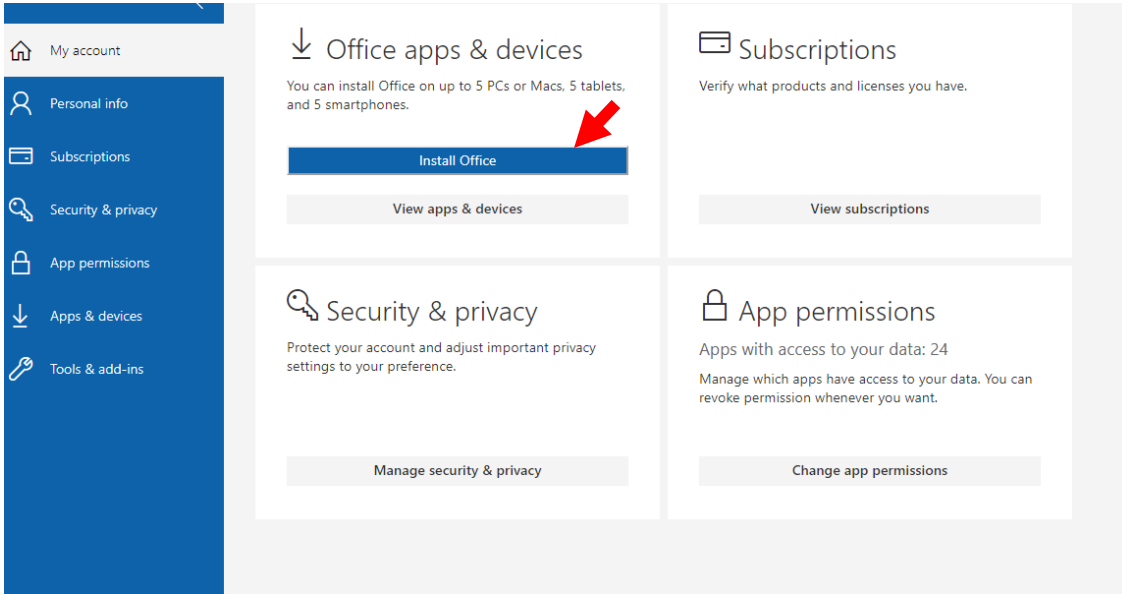 My account
Personal info
Subscriptions
Security & privacy
App permissions
Apps & devices
Tools & add-ins
Office apps & devices
You can install Office on up to 5 PCs or Macs, 5 tablets,
and 5 smartphones.
Install Office
View apps & devices
Subscriptions
Verify what products and licenses you have.
View subscriptions
Security & privacy
Protect your account and adjust important privacy
settings to your preference.
Manage security & privacy
App permissions
Apps with access to your data: 24
Manage which apps have access to your data. You can
revoke permission whenever you want.
Change app permissions